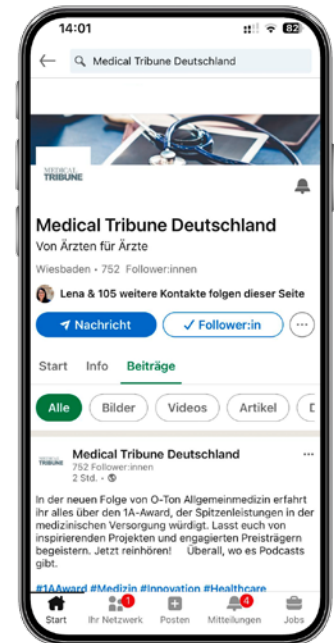 14:01
82
Medical Tribune Deutschland
MEDICAL
TRIBUNE
Medical Tribune Deutschland
Von Ärzten für Ärzte
Wiesbaden • 752 Follower:innen
Lena & 105 weitere Kontakte folgen dieser Seite
Nachricht
Follower:in
Start Info Beiträge
Alle Bilder Videos Artikel D
MEDICAL
TRIBUNE
Medical Tribune Deutschland
752 Follower:innen
2 Std. •
In der neuen Folge von O-Ton Allgemeinmedizin erfahrt
ihr alles über den 1A-Award, der Spitzenleistungen in der
medizinischen Versorgung würdigt. Lasst euch von
inspirierenden Projekten und engagierten Preisträgern
begeistern. Jetzt reinhören! Überall, wo es Podcasts
gibt.
#1AAward #Medizin #Innovation #Healthcare
1
4
Start Ihr Netzwerk Posten Mitteilungen Jobs